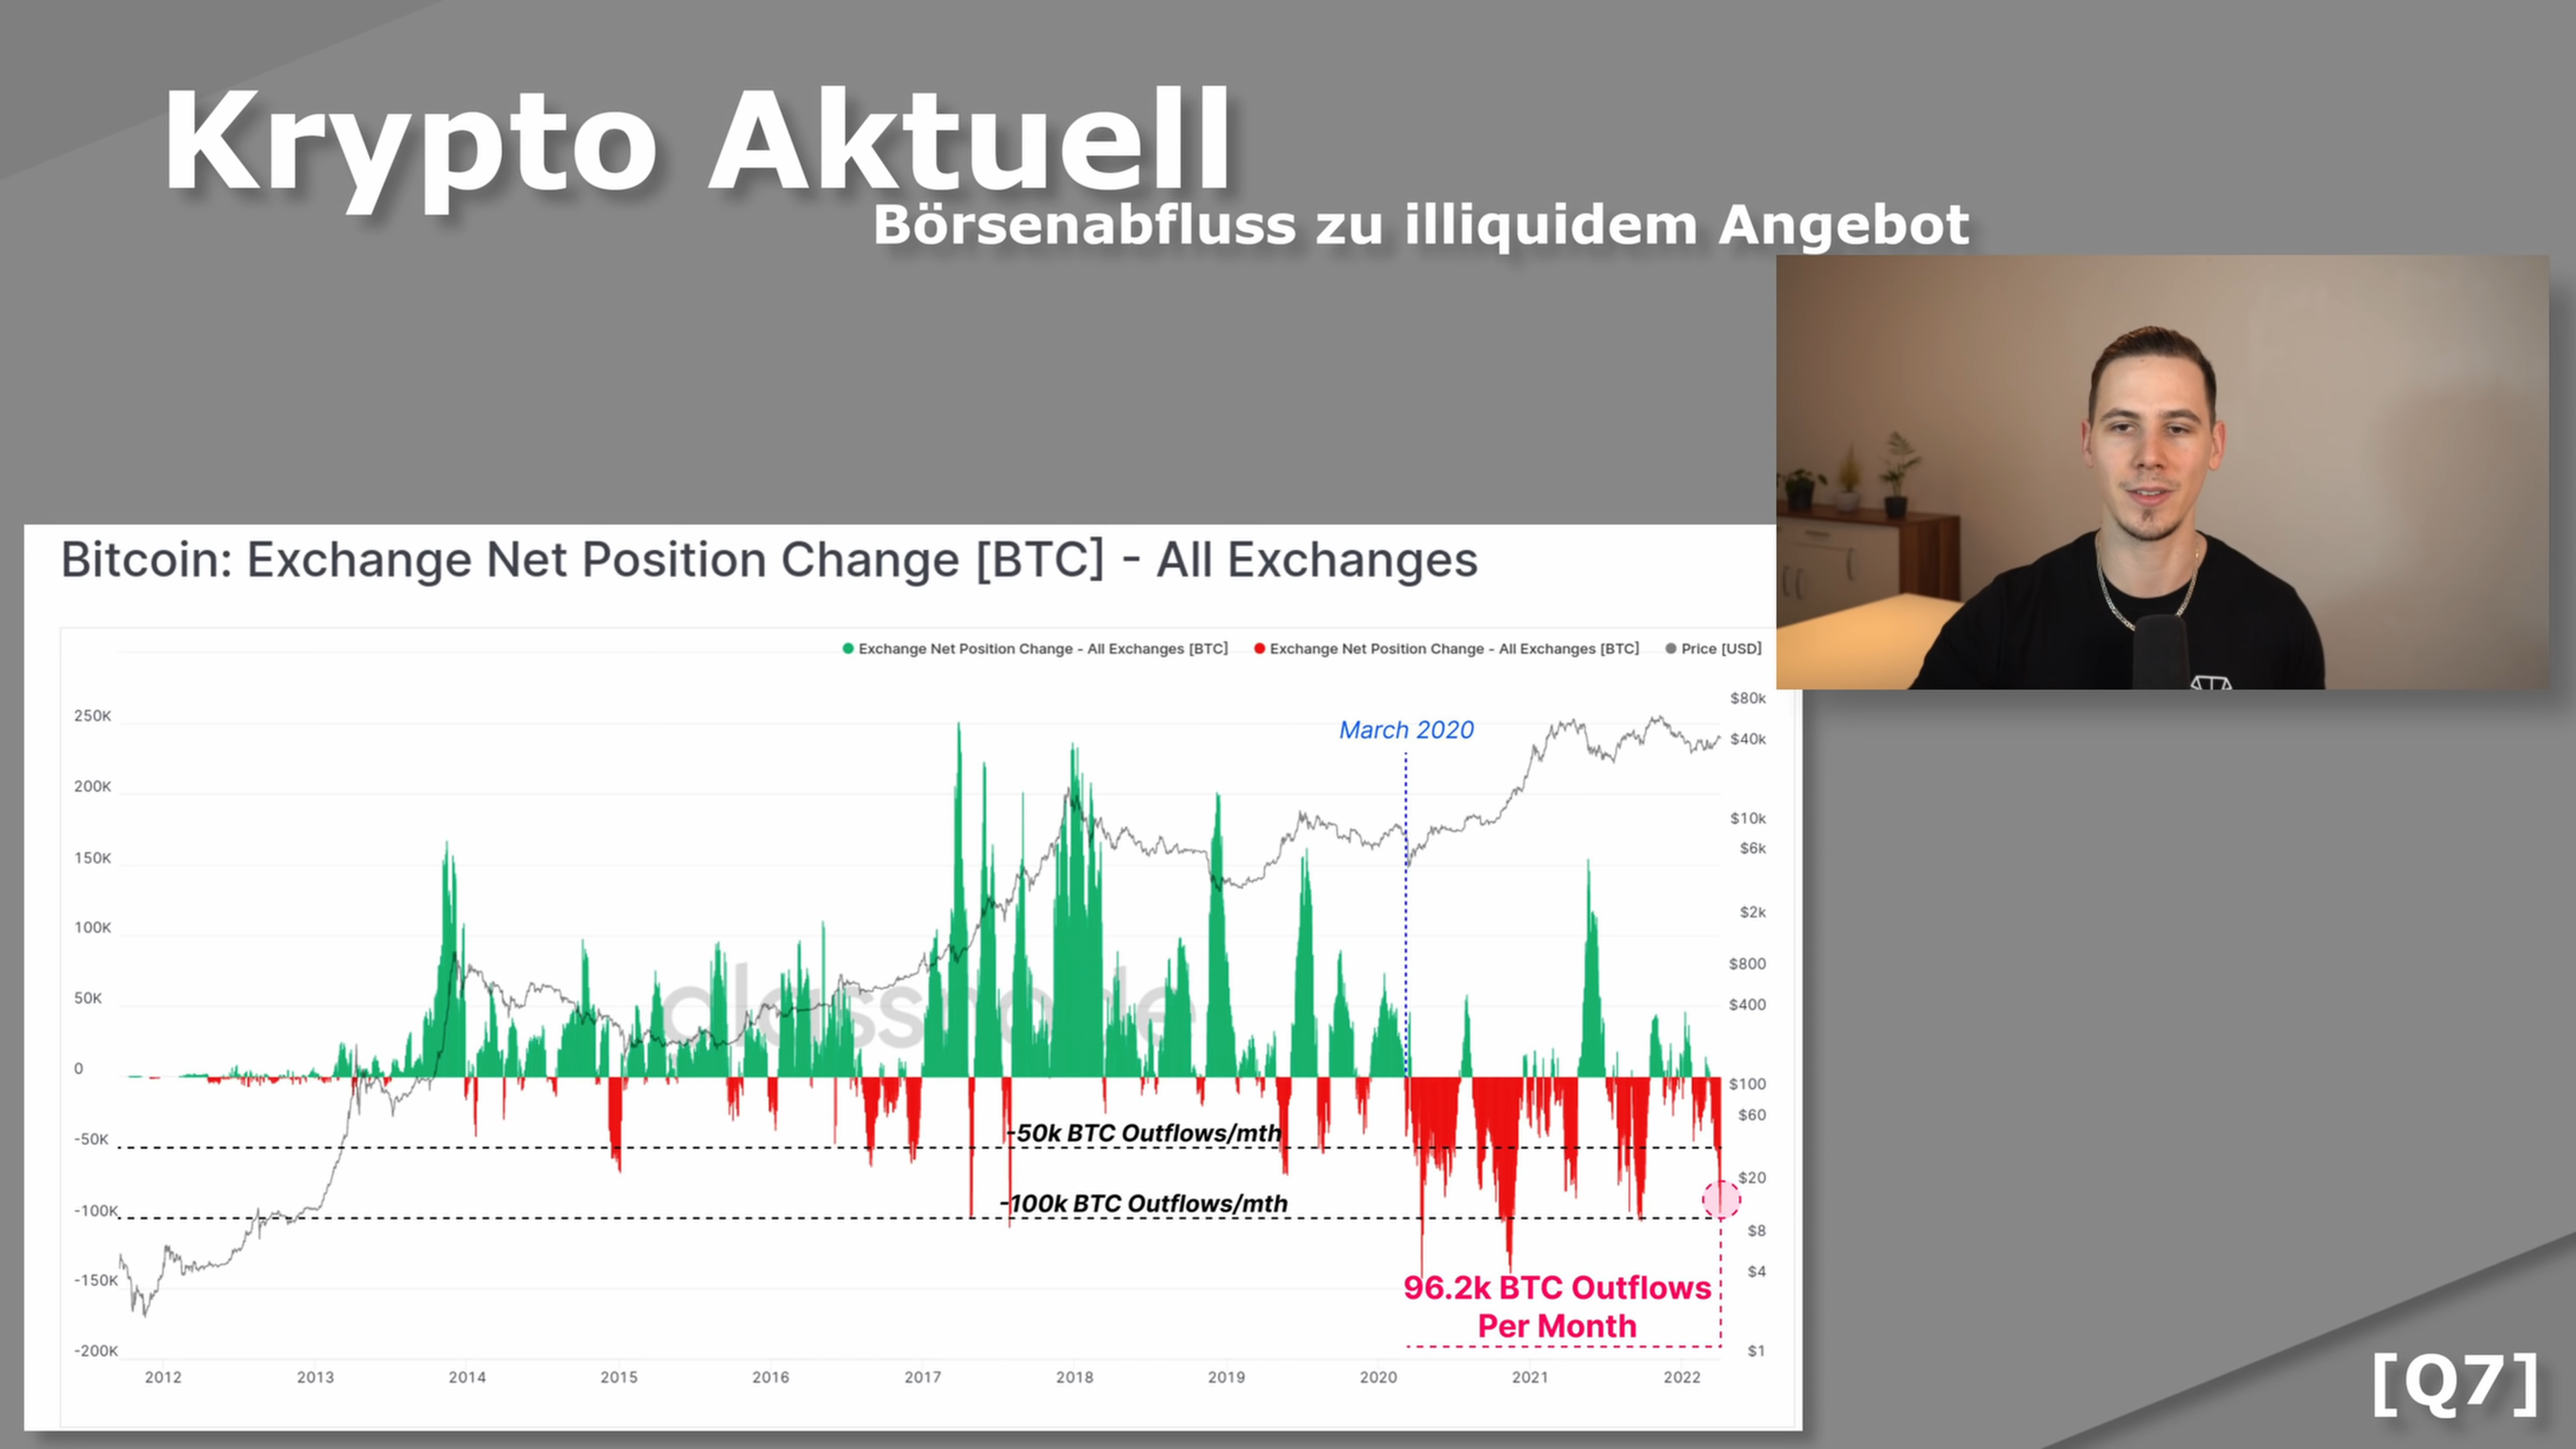 Krypto Aktuell
Börsenabfluss zu illiquidem Angebot
Bitcoin: Exchange Net Position Change [BTC] - All Exchanges
Exchange Net Position Change - All Exchanges [BTC] Exchange Net Position Change - All Exchanges [BTC] Price [USD]
250K
200K
150K
100K
50K
0
-50K
-100K
-150K
-200K
March 2020
glassnode
-50k BTC Outflows/mth
-100k BTC Outflows/mth
96.2k BTC Outflows
Per Month
$80k
$40k
$10k
$6k
$2k
$800
$400
$100
$60
$20
$8
$4
$1
2012 2013 2014 2015 2016 2017 2018 2019 2020 2021 2022
[Q7]